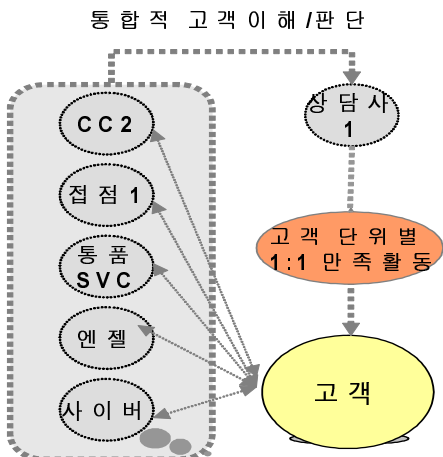 통합적 고객이해/판단
CC2
접점 1
통품
SVC
엔젤
사이버
상담사
1
고객 단위별
1:1 만족활동
고객